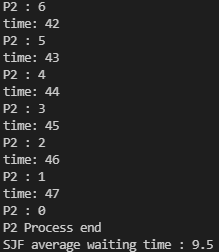 P2 : 6
time: 42
P2 : 5
time: 43
P2 : 4
time: 44
P2 : 3
time: 45
P2 : 2
time: 46
P2 : 1
time: 47
P2 : 0
P2 Process end
SJF average waiting time : 9.5